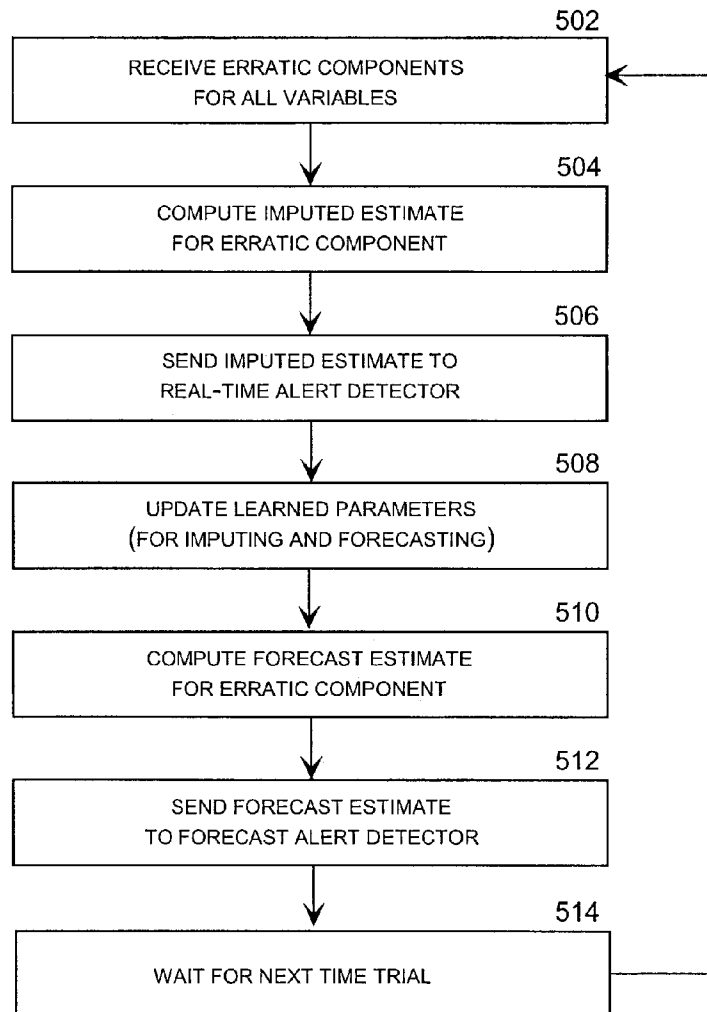 502
RECEIVE ERRATIC COMPONENTS
FOR ALL VARIABLES
504
COMPUTE IMPUTED ESTIMATE
FOR ERRATIC COMPONENT
506
SEND IMPUTED ESTIMATE TO
REAL-TIME ALERT DETECTOR
508
UPDATE LEARNED PARAMETERS
(FOR IMPUTING AND FORECASTING)
510
COMPUTE FORECAST ESTIMATE
FOR ERRATIC COMPONENT
512
SEND FORECAST ESTIMATE
TO FORECAST ALERT DETECTOR
514
WAIT FOR NEXT TIME TRIAL